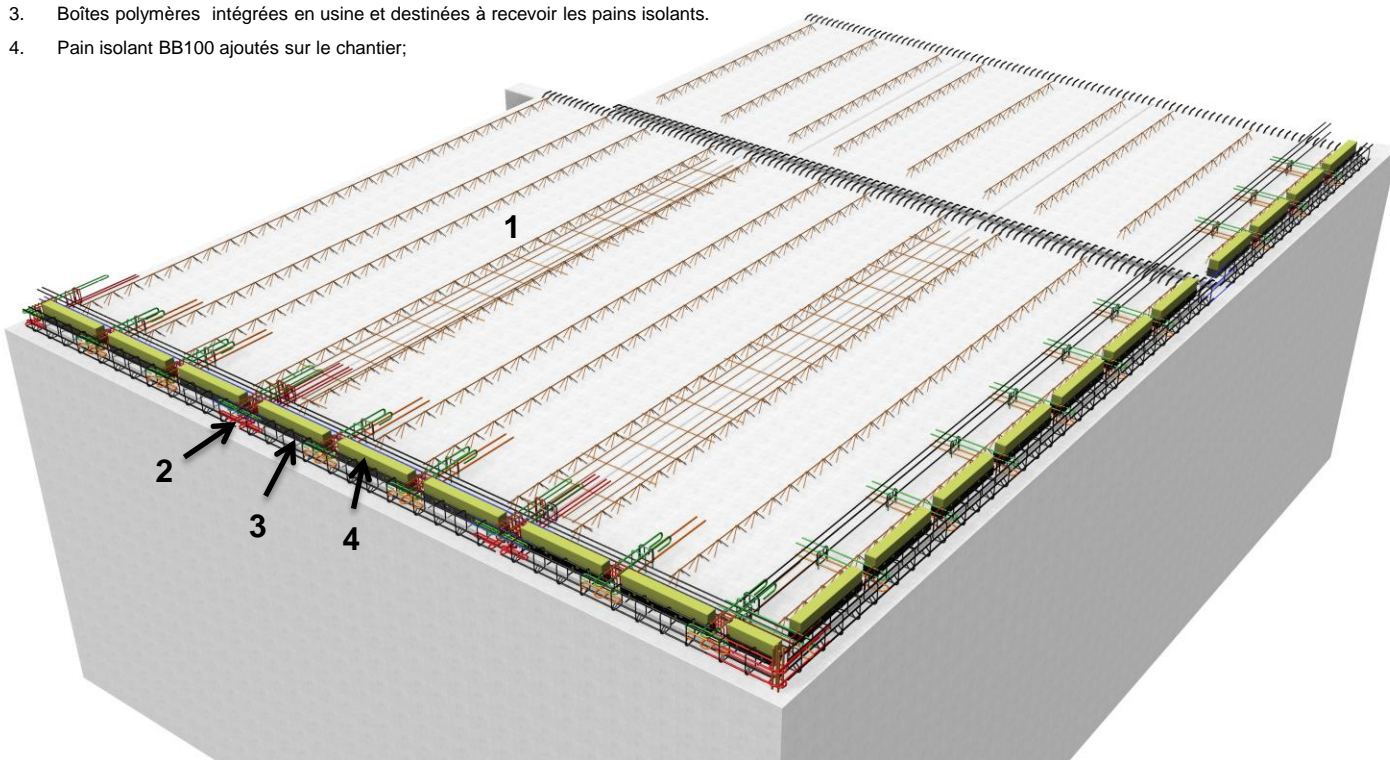 3. Boîtes polymères intégrées en usine et destinées à recevoir les pains isolants.
4. Pain isolant BB100 ajoutés sur le chantier;
1
2
3
4